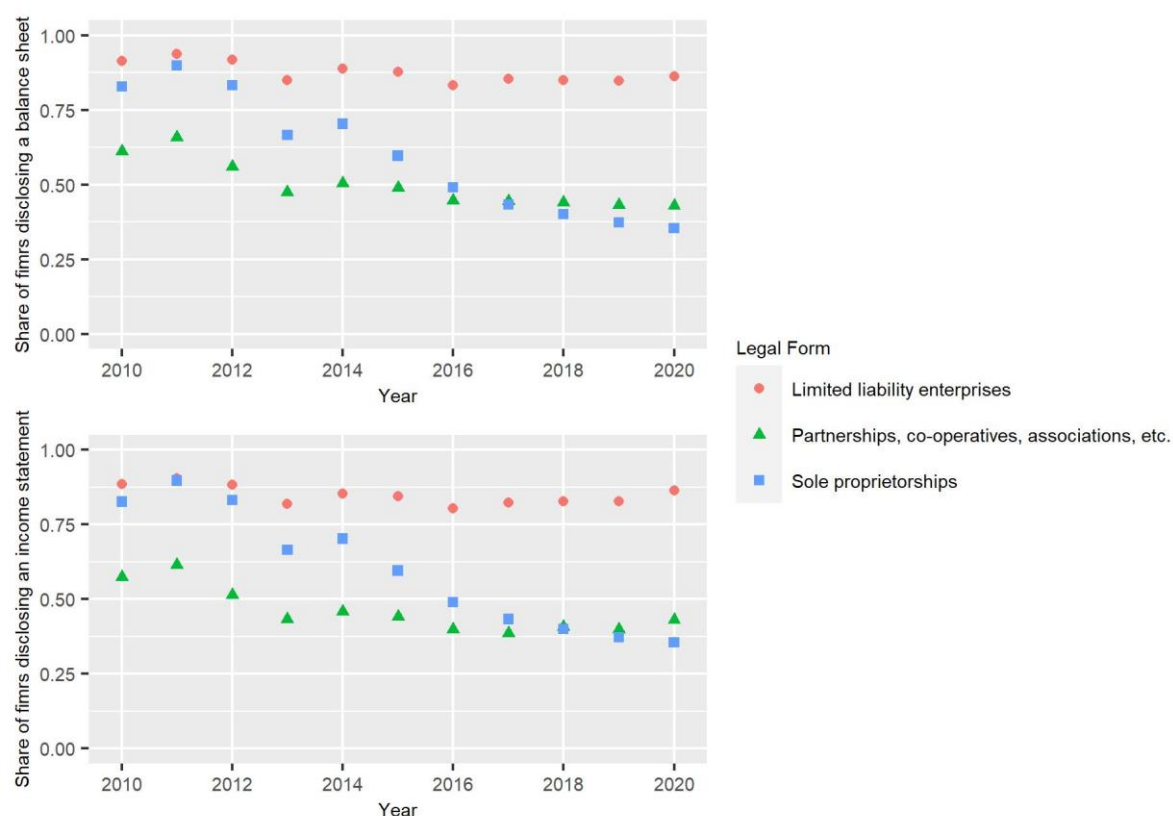 Share of fimrs disclosing a balance sheet
1.00
0.75
0.50
0.25
0.00
2010 2012 2014 2016 2018 2020
Year
Share of fimrs disclosing an income statement
1.00
0.75
0.50
0.25
0.00
2010 2012 2014 2016 2018 2020
Year
Legal Form
Limited liability enterprises
Partnerships, co-operatives, associations, etc.
Sole proprietorships